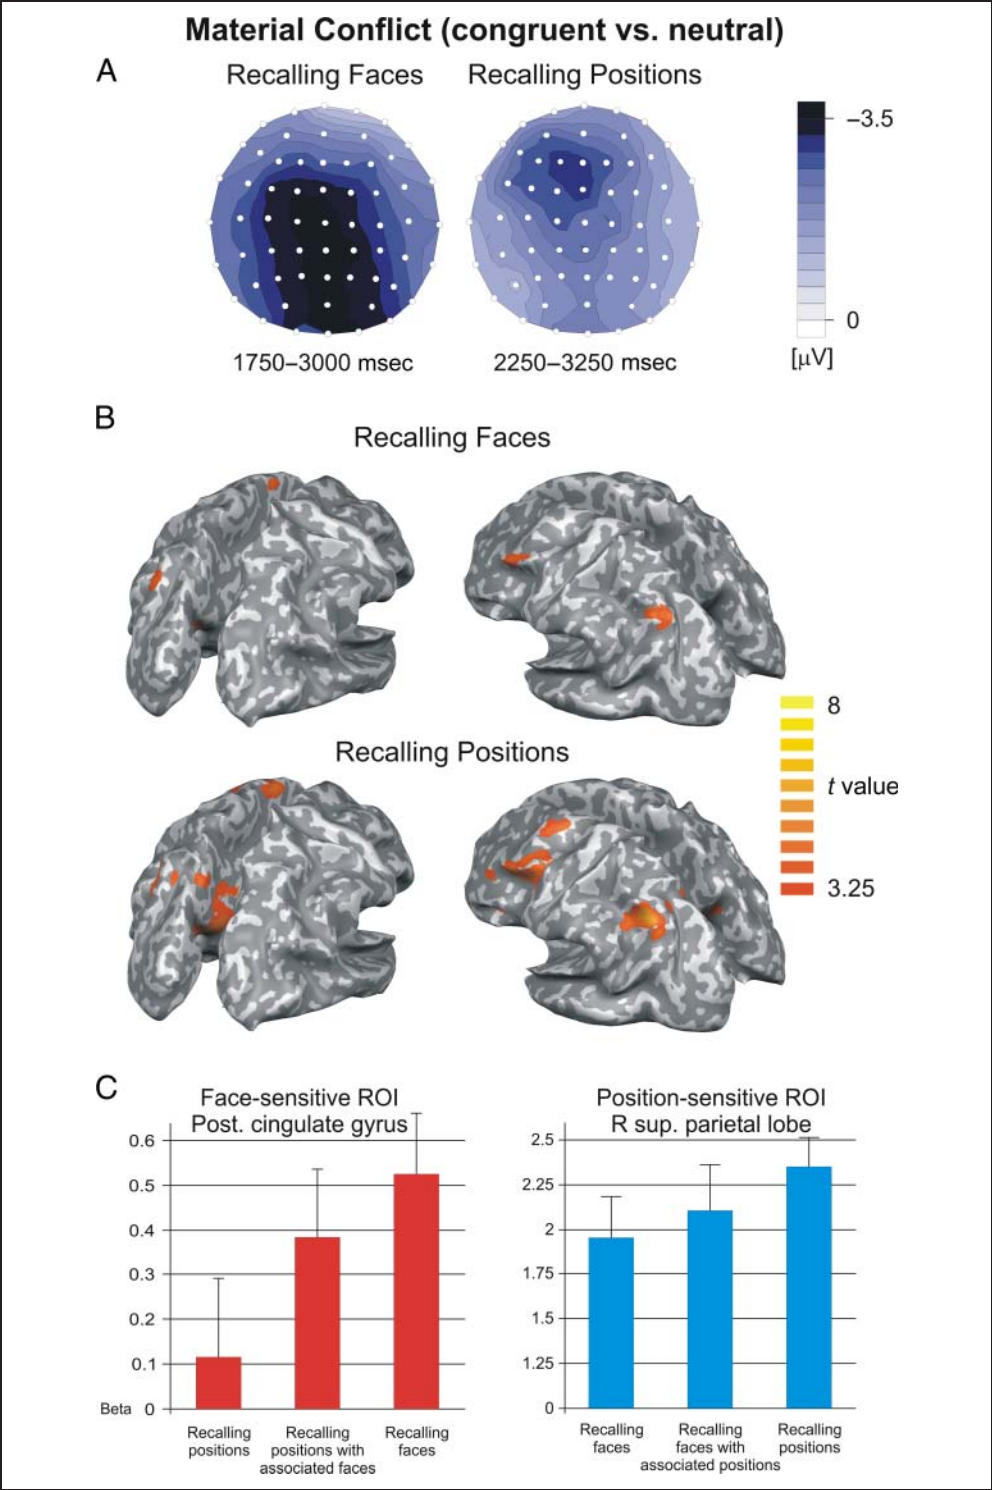 Material Conflict (congruent vs. neutral)
A
Recalling Faces
Recalling Positions
−3.5
0
[µV]
1750–3000 msec
2250–3250 msec
B
Recalling Faces
8
t value
3.25
Recalling Positions
C
Face-sensitive ROI
Post. cingulate gyrus
0.6
0.5
0.4
0.3
0.2
0.1
Beta 0
Recalling
positions
Recalling
positions with
associated faces
Recalling
faces
Position-sensitive ROI
R sup. parietal lobe
2.5
2.25
2
1.75
1.5
1.25
0
Recalling
faces
Recalling
faces with
associated positions
Recalling
positions